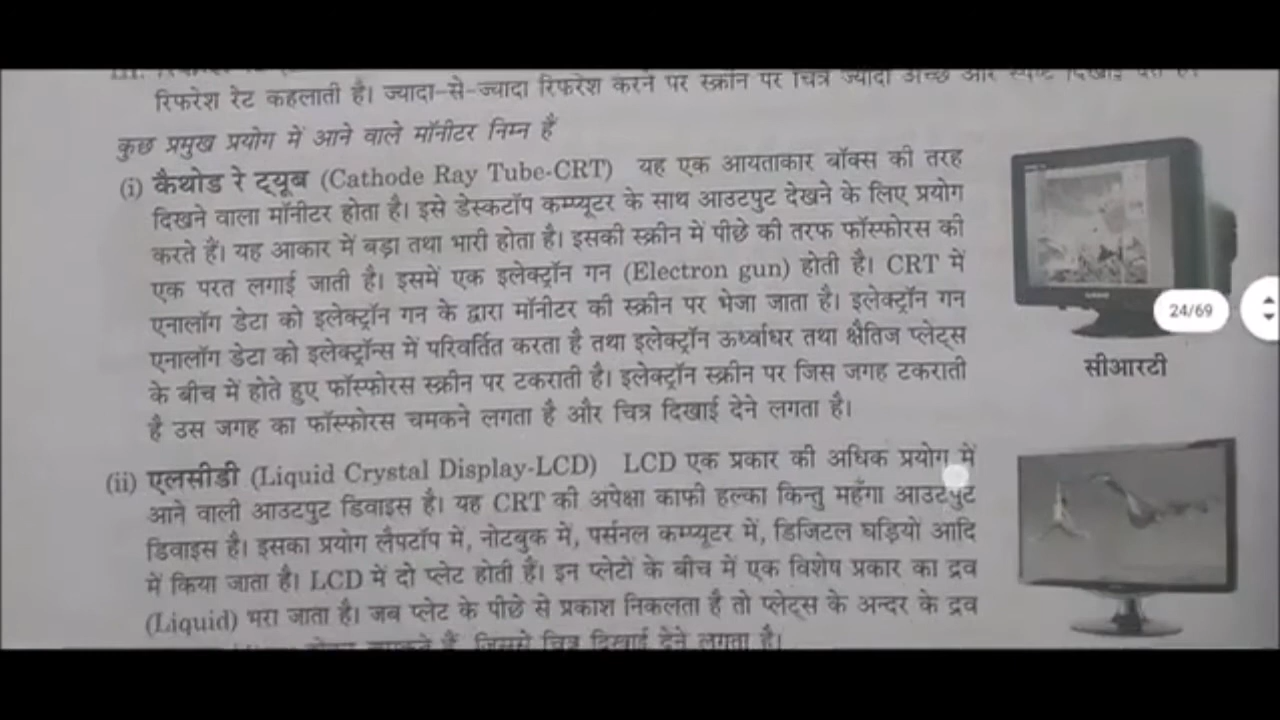 रिफरेश रेट कहलाती है। ज्यादा-से-ज्यादा रिफरेश करने पर स्क्रीन पर चित्र ज्यादा अच्छे और स्पष्ट दिखाई
कुछ प्रमुख प्रयोग में आने वाले मॉनीटर निम्न हैं
(i) कैथोड रे ट्यूब (Cathode Ray Tube-CRT) यह एक आयताकार बॉक्स की तरह
दिखने वाला मॉनीटर होता है। इसे डेस्कटॉप कम्प्यूटर के साथ आउटपुट देखने के लिए प्रयोग
करते हैं। यह आकार में बड़ा तथा भारी होता है। इसकी स्क्रीन में पीछे की तरफ फॉस्फोरस की
एक परत लगाई जाती है। इसमें एक इलेक्ट्रॉन गन (Electron gun) होती है। CRT में
एनालॉग डेटा को इलेक्ट्रॉन गन के द्वारा मॉनीटर की स्क्रीन पर भेजा जाता है। इलेक्ट्रॉन गन
एनालॉग डेटा को इलेक्ट्रॉन्स में परिवर्तित करता है तथा इलेक्ट्रॉन ऊर्ध्वाधर तथा क्षैतिज प्लेट्स
के बीच में होते हुए फॉस्फोरस स्क्रीन पर टकराती है। इलेक्ट्रॉन स्क्रीन पर जिस जगह टकराती
है उस जगह का फॉस्फोरस चमकने लगता है और चित्र दिखाई देने लगता है।
24/69
सीआरटी
(ii) एलसीडी (Liquid Crystal Display-LCD) LCD एक प्रकार की अधिक प्रयोग में
आने वाली आउटपुट डिवाइस है। यह CRT की अपेक्षा काफी हल्का किन्तु महँगा आउटपुट
डिवाइस है। इसका प्रयोग लैपटॉप में, नोटबुक में, पर्सनल कम्प्यूटर में, डिजिटल घड़ियों आदि
में किया जाता है। LCD में दो प्लेट होती हैं। इन प्लेटों के बीच में एक विशेष प्रकार का द्रव
(Liquid) भरा जाता है। जब प्लेट के पीछे से प्रकाश निकलता है तो प्लेट्स के अन्दर के द्रव
जिससे चित्र दिखाई देने लगता है।